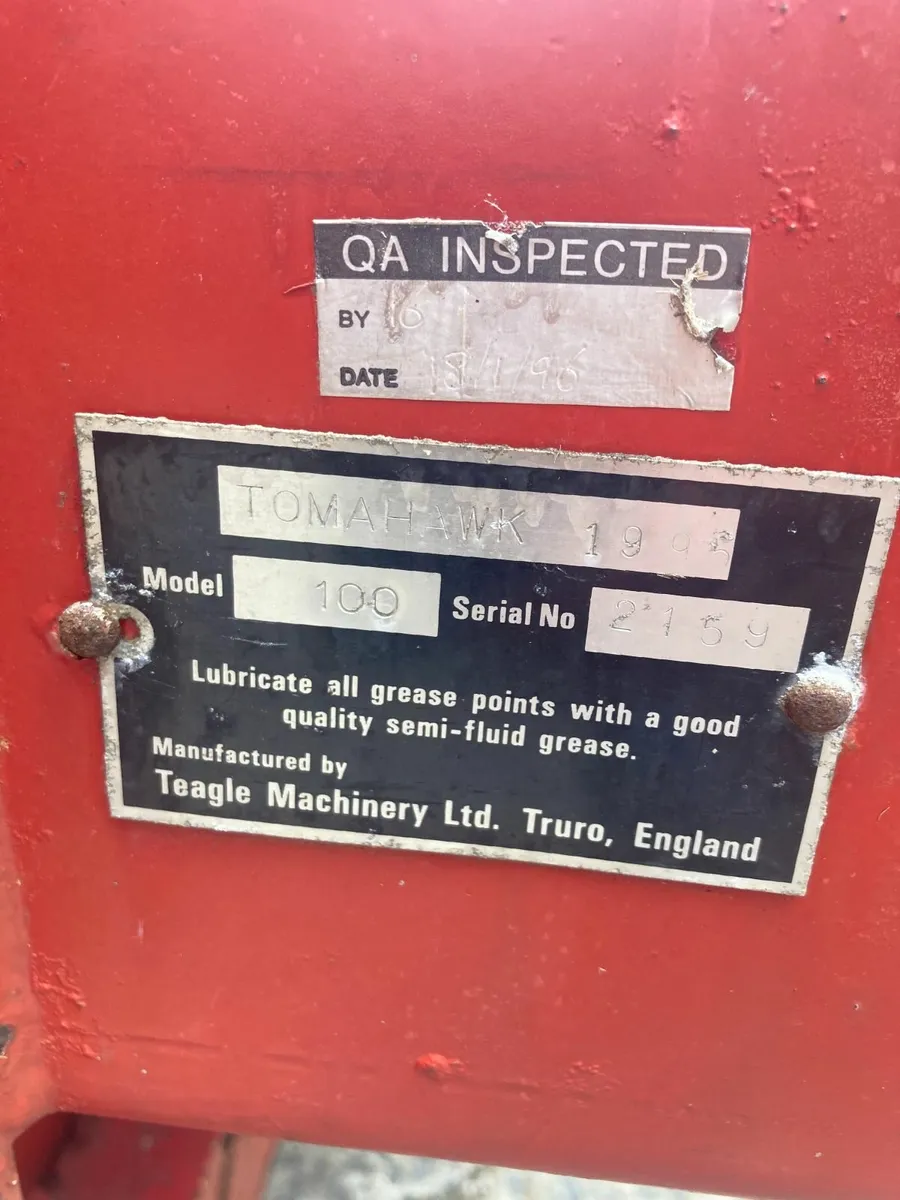 QA INSPECTED
BY
DATE 18/1/96
TOMAHAWK
Model 100 Serial No 2159
Lubricate all grease points with a good
quality semi-fluid grease.
Manufactured by
Teagle Machinery Ltd. Truro, England